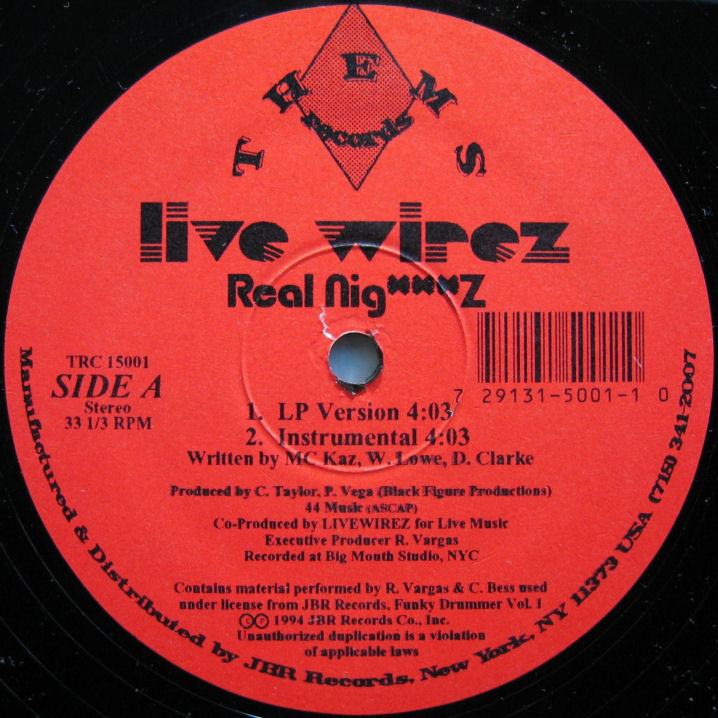 THEMS
records
live wirez
Real Nig***Z
TRC 15001
SIDE A
Stereo
33 1/3 RPM
7 29131-5001-1 0
1. LP Version 4:03
2. Instrumental 4:03
Written by MC Kaz, W. Lowe, D. Clarke
Produced by C. Taylor, P. Vega (Black Figure Productions)
44 Music (ASCAP)
Co-Produced by LIVEWIREZ for Live Music
Executive Producer R. Vargas
Recorded at Big Mouth Studio, NYC
Contains material performed by R. Vargas & C. Bess used
under license from JBR Records, Funky Drummer Vol. 1
©℗ 1994 JBR Records Co., Inc.
Unauthorized duplication is a violation
of applicable laws
Manufactured & Distributed by JBR Records, New York, NY 11373 USA (718) 341-2007